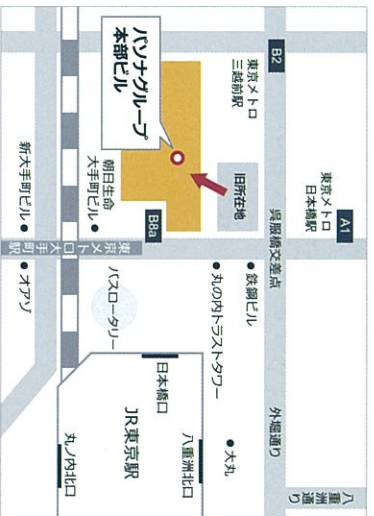 東京メトロ
日本橋駅
A1
呉服橋交差点
外堀通り
八重洲通り
B2
東京メトロ
三越前駅
旧所在地
鉄鋼ビル
丸の内トラストタワー
大丸
パソナグループ
本部ビル
朝日生命
大手町ビル
B8a
東京メトロ大手町駅
バスロータリー
日本橋口
八重洲北口
JR東京駅
丸ノ内北口
新大手町ビル
オアゾ